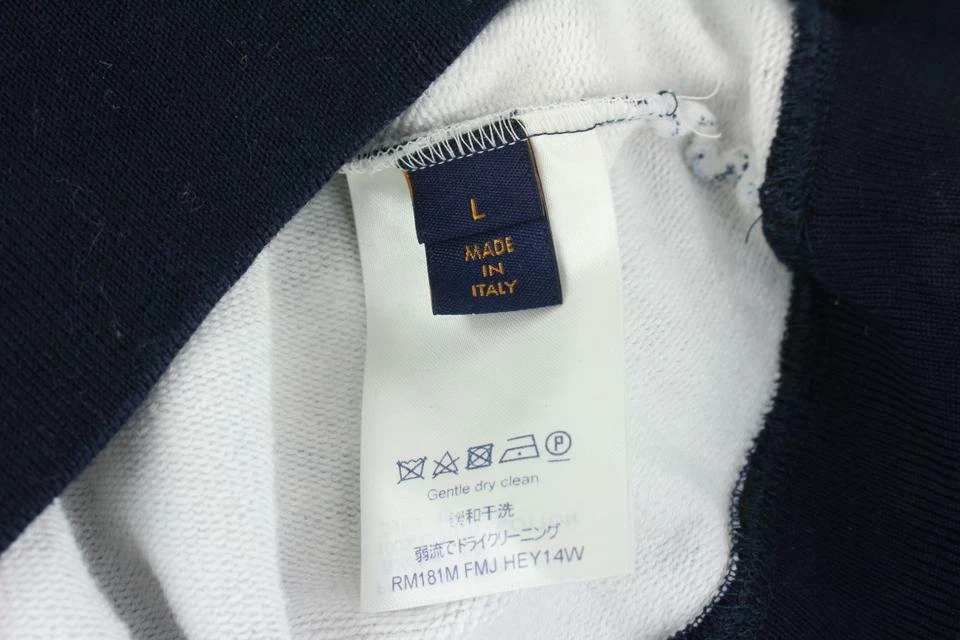 L
MADE
IN
ITALY
P
Gentle dry clean
缓和干洗
弱流でドライクリーニング
RM181M FMJ HEY14W